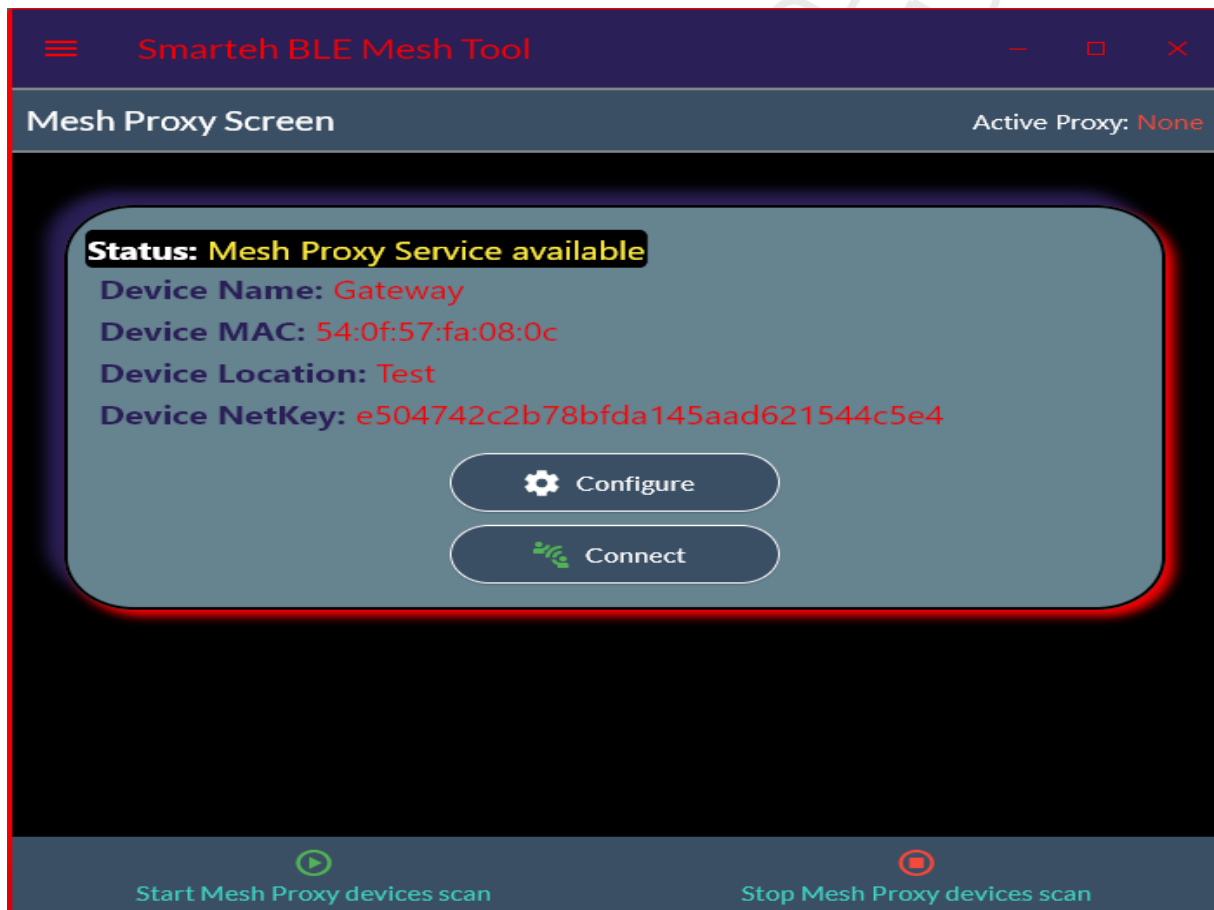 Smarteh BLE Mesh Tool
Mesh Proxy Screen
Active Proxy: None
Status: Mesh Proxy Service available
Device Name: Gateway
Device MAC: 54:0f:57:fa:08:0c
Device Location: Test
Device NetKey: e504742c2b78bfda145aad621544c5e4
Configure
Connect
Start Mesh Proxy devices scan
Stop Mesh Proxy devices scan